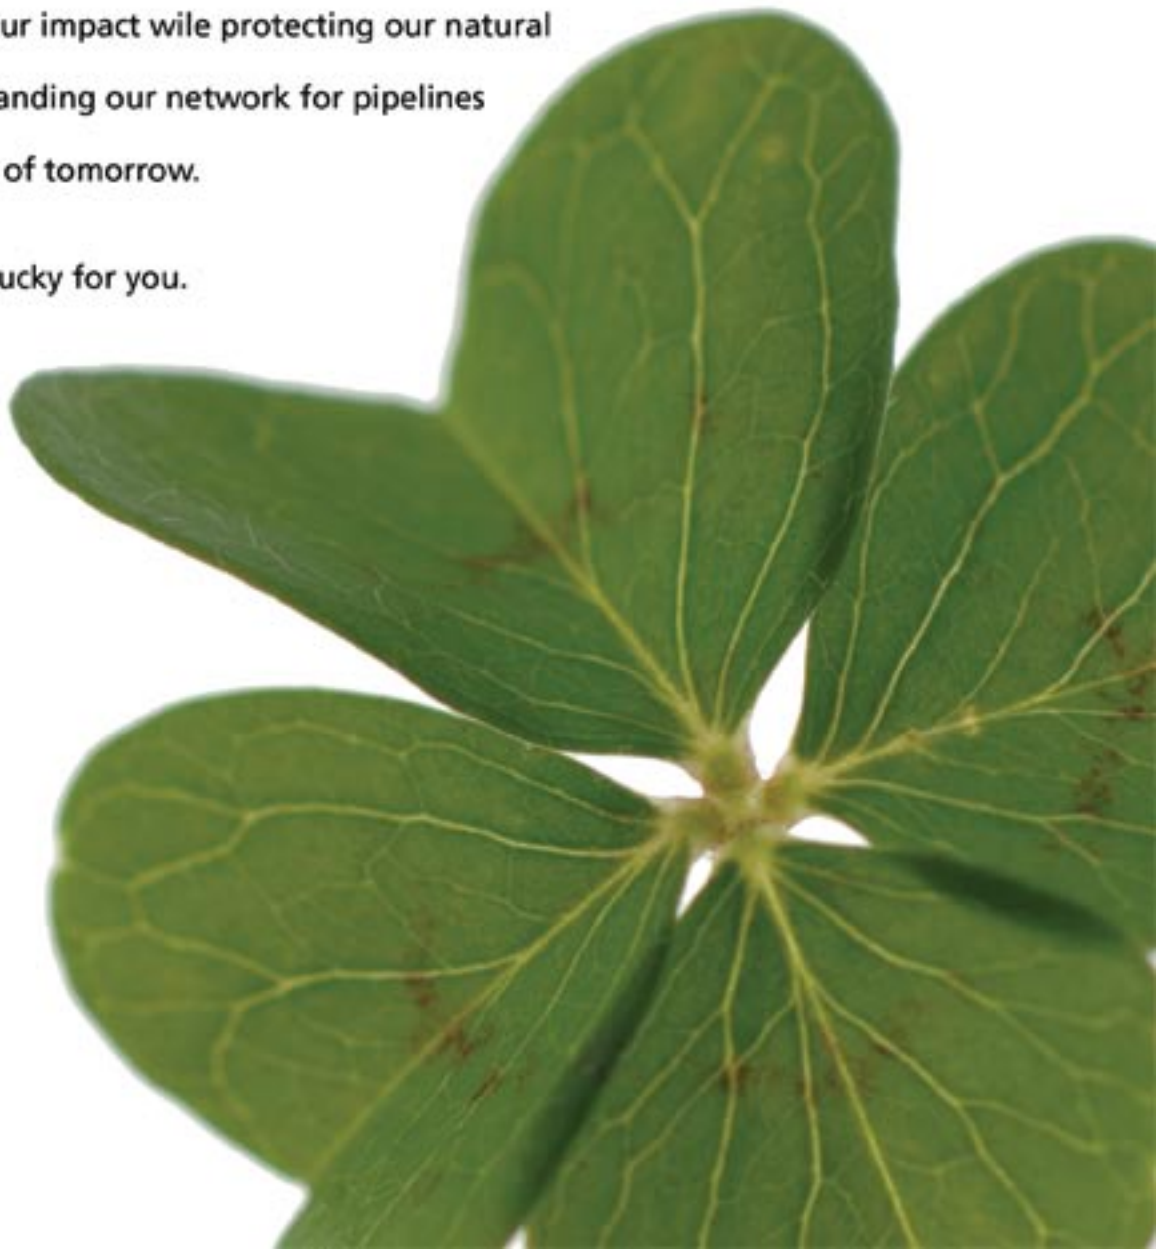 ur impact wile protecting our natural
anding our network for pipelines
of tomorrow.
ucky for you.